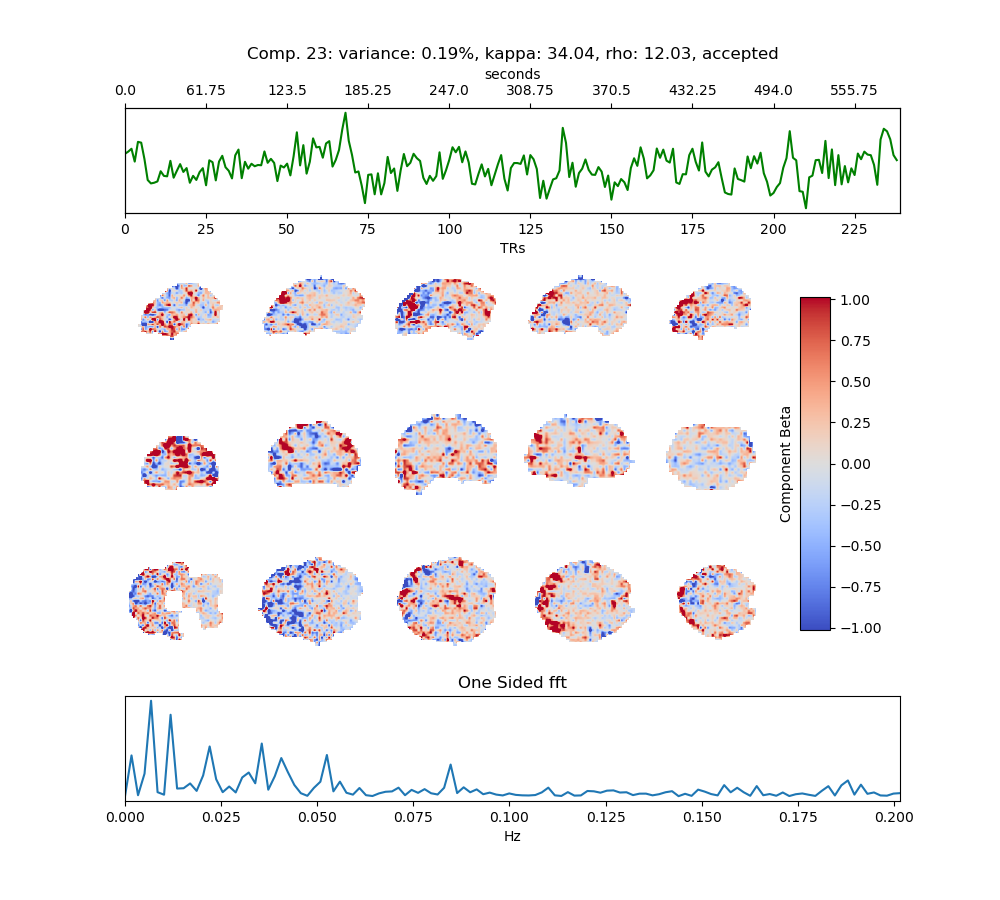 Comp. 23: variance: 0.19%, kappa: 34.04, rho: 12.03, accepted
seconds
0.0 61.75 123.5 185.25 247.0 308.75 370.5 432.25 494.0 555.75
0 25 50 75 100 125 150 175 200 225
TRs
1.00
0.75
0.50
0.25
0.00
−0.25
−0.50
−0.75
−1.00
Component Beta
One Sided fft
0.000 0.025 0.050 0.075 0.100 0.125 0.150 0.175 0.200
Hz